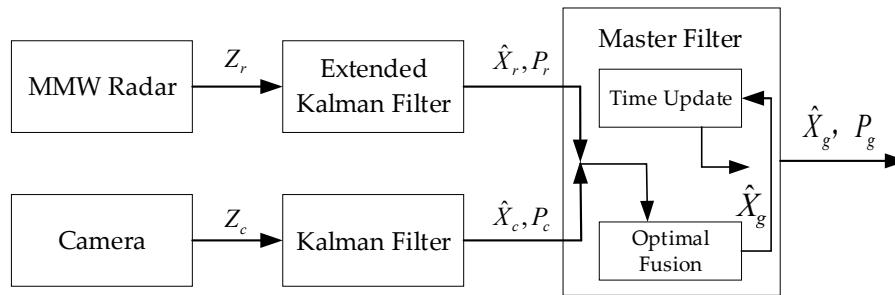 MMW Radar
Z_r
Extended
Kalman Filter
X̂_r, P_r
Master Filter
Time Update
X̂_g, P_g
Camera
Z_c
Kalman Filter
X̂_c, P_c
Optimal
Fusion
X̂_g